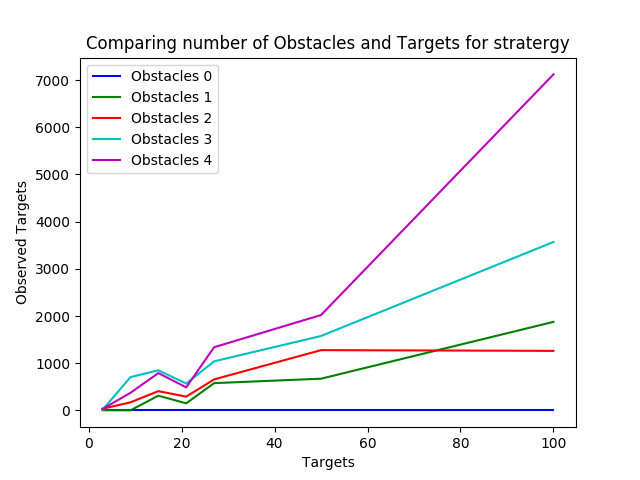 Comparing number of Obstacles and Targets for stratergy
Obstacles 0
Obstacles 1
Obstacles 2
Obstacles 3
Obstacles 4
7000
6000
5000
4000
3000
2000
1000
0
Observed Targets
0 20 40 60 80 100
Targets